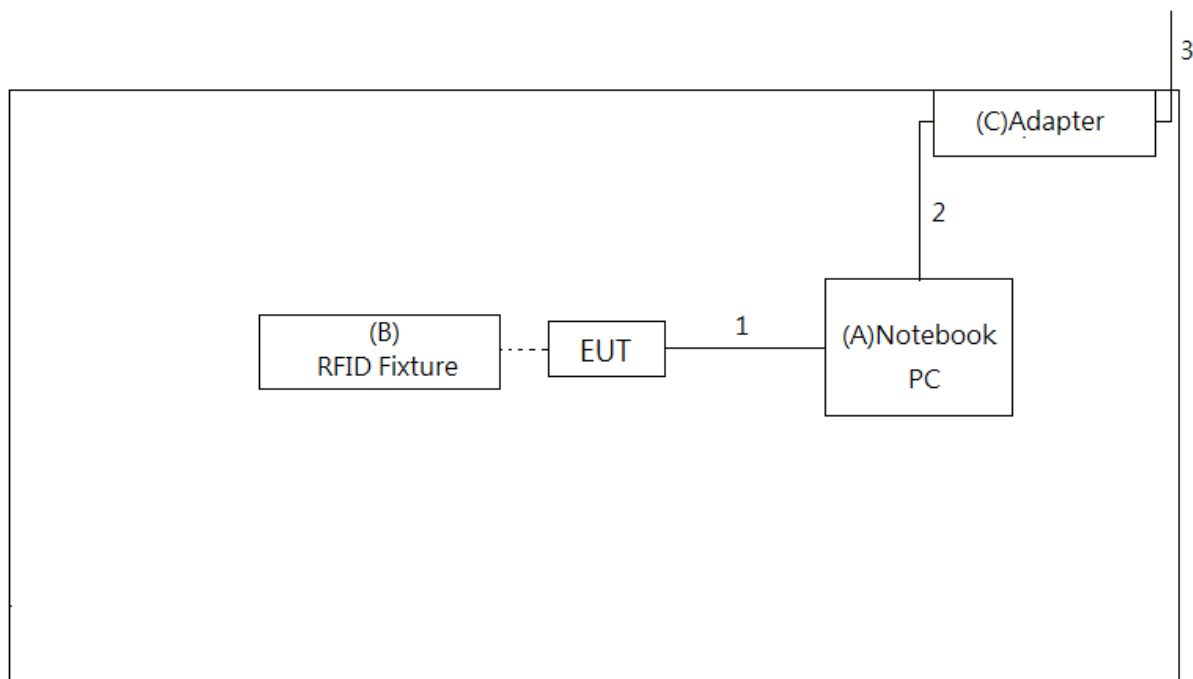 3
(C)Adapter
2
(B)
RFID Fixture
EUT
1
(A)Notebook
PC